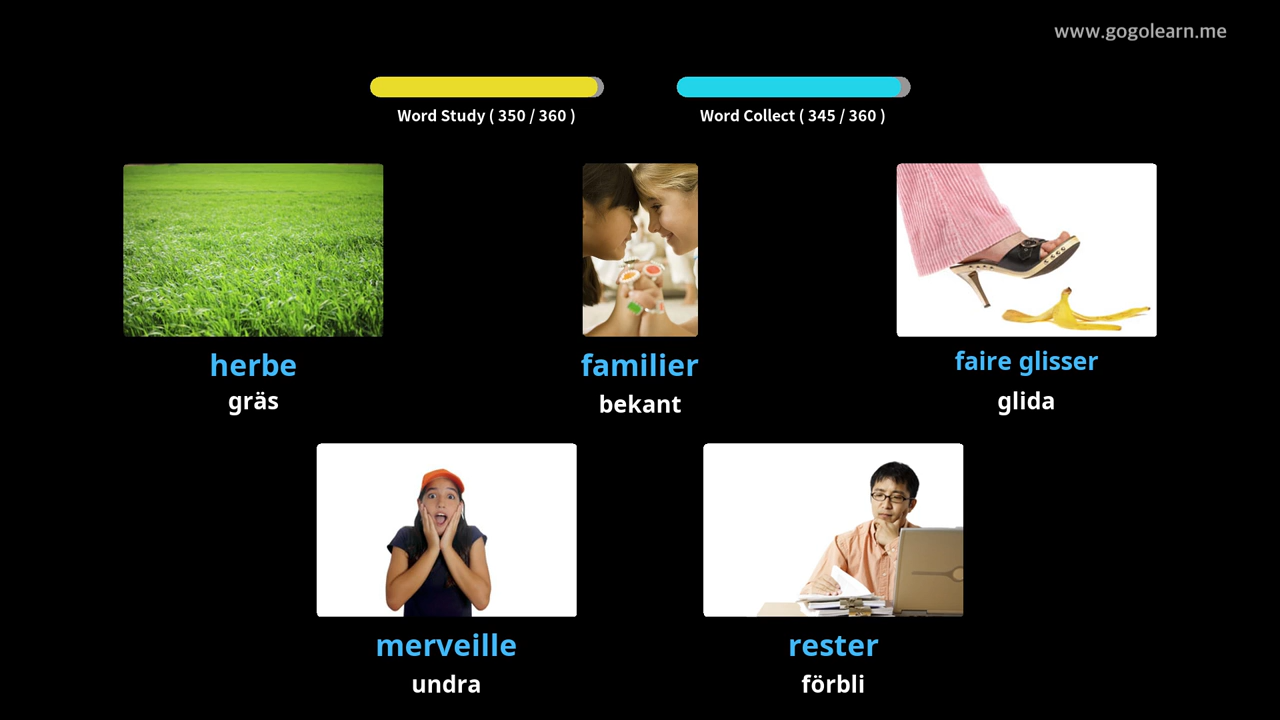 www.gogolearn.me
Word Study ( 350 / 360 )
Word Collect ( 345 / 360 )
herbe
gräs
familier
bekant
faire glisser
glida
merveille
undra
rester
förbli